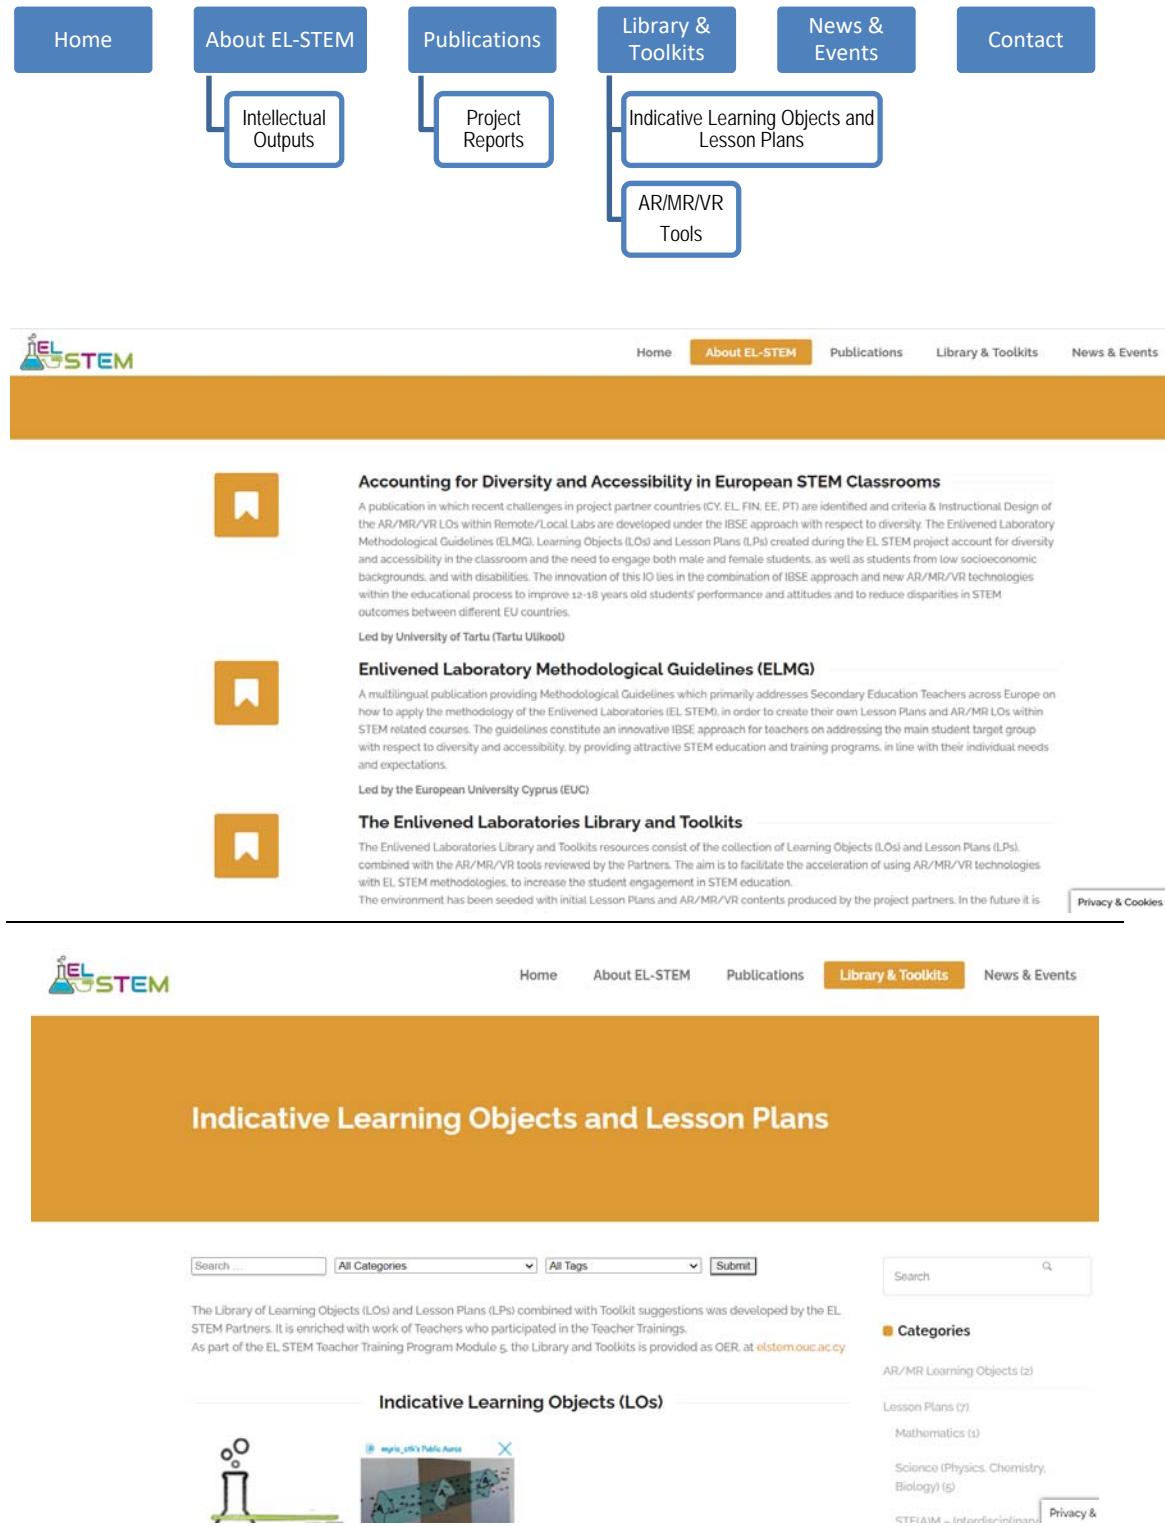 Home
About EL-STEM
Publications
Library &
Toolkits
News &
Events
Contact
Intellectual
Outputs
Project
Reports
Indicative Learning Objects and
Lesson Plans
AR/MR/VR
Tools
EL
STEM
Home
About EL-STEM
Publications
Library & Toolkits
News & Events
Accounting for Diversity and Accessibility in European STEM Classrooms
A publication in which recent challenges in project partner countries (CY, EL, FIN, EE, PT) are identified and criteria & Instructional Design of
the AR/MR/VR LOs within Remote/Local Labs are developed under the IBSE approach with respect to diversity. The Enlivened Laboratory
Methodological Guidelines (ELMG), Learning Objects (LOs) and Lesson Plans (LPs) created during the EL STEM project account for diversity
and accessibility in the classroom and the need to engage both male and female students, as well as students from low socioeconomic
backgrounds, and with disabilities. The innovation of this IO lies in the combination of IBSE approach and new AR/MR/VR technologies
within the educational process to improve 12-18 years old students' performance and attitudes and to reduce disparities in STEM
outcomes between different EU countries.
Led by University of Tartu (Tartu Ulikool)
Enlivened Laboratory Methodological Guidelines (ELMG)
A multilingual publication providing Methodological Guidelines which primarily addresses Secondary Education Teachers across Europe on
how to apply the methodology of the Enlivened Laboratories (EL STEM), in order to create their own Lesson Plans and AR/MR LOs within
STEM related courses. The guidelines constitute an innovative IBSE approach for teachers on addressing the main student target group
with respect to diversity and accessibility, by providing attractive STEM education and training programs, in line with their individual needs
and expectations.
Led by the European University Cyprus (EUC)
The Enlivened Laboratories Library and Toolkits
The Enlivened Laboratories Library and Toolkits resources consist of the collection of Learning Objects (LOs) and Lesson Plans (LPs),
combined with the AR/MR/VR tools reviewed by the Partners. The aim is to facilitate the acceleration of using AR/MR/VR technologies
with EL STEM methodologies, to increase the student engagement in STEM education.
The environment has been seeded with initial Lesson Plans and AR/MR/VR contents produced by the project partners. In the future it is
Privacy & Cookies
EL
STEM
Home
About EL-STEM
Publications
Library & Toolkits
News & Events
Indicative Learning Objects and Lesson Plans
Search ...
All Categories
All Tags
Submit
The Library of Learning Objects (LOs) and Lesson Plans (LPs) combined with Toolkit suggestions was developed by the EL
STEM Partners. It is enriched with work of Teachers who participated in the Teacher Trainings.
As part of the EL STEM Teacher Training Program Module 5, the Library and Toolkits is provided as OER, at elstem.ouc.ac.cy
Indicative Learning Objects (LOs)
myria_stk's Public Auras
Search
Categories
AR/MR Learning Objects (2)
Lesson Plans (7)
Mathematics (1)
Science (Physics, Chemistry,
Biology) (5)
STE(A)M – Interdisciplinary
Privacy &